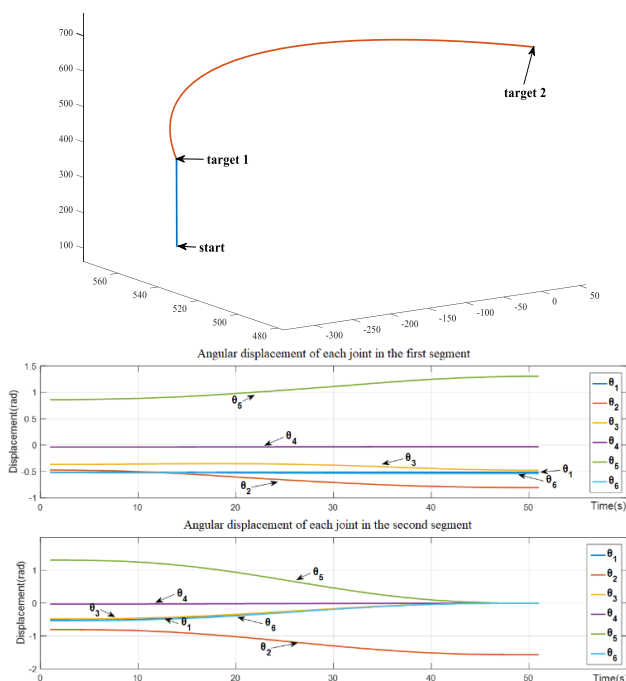 700
600
500
400
300
200
100
target 2
target 1
start
560
540
520
500
480
-300
-250
-200
-150
-100
-50
0
50
Angular displacement of each joint in the first segment
Displacement(rad)
1.5
1
0.5
0
-0.5
-1
0
10
20
30
40
50
Time(s)
θ5
θ4
θ3
θ2
θ1
θ6
θ1
θ2
θ3
θ4
θ5
θ6
Angular displacement of each joint in the second segment
Displacement(rad)
1
0
-1
-2
0
10
20
30
40
50
Time(s)
θ5
θ4
θ3
θ1
θ6
θ2
θ1
θ2
θ3
θ4
θ5
θ6